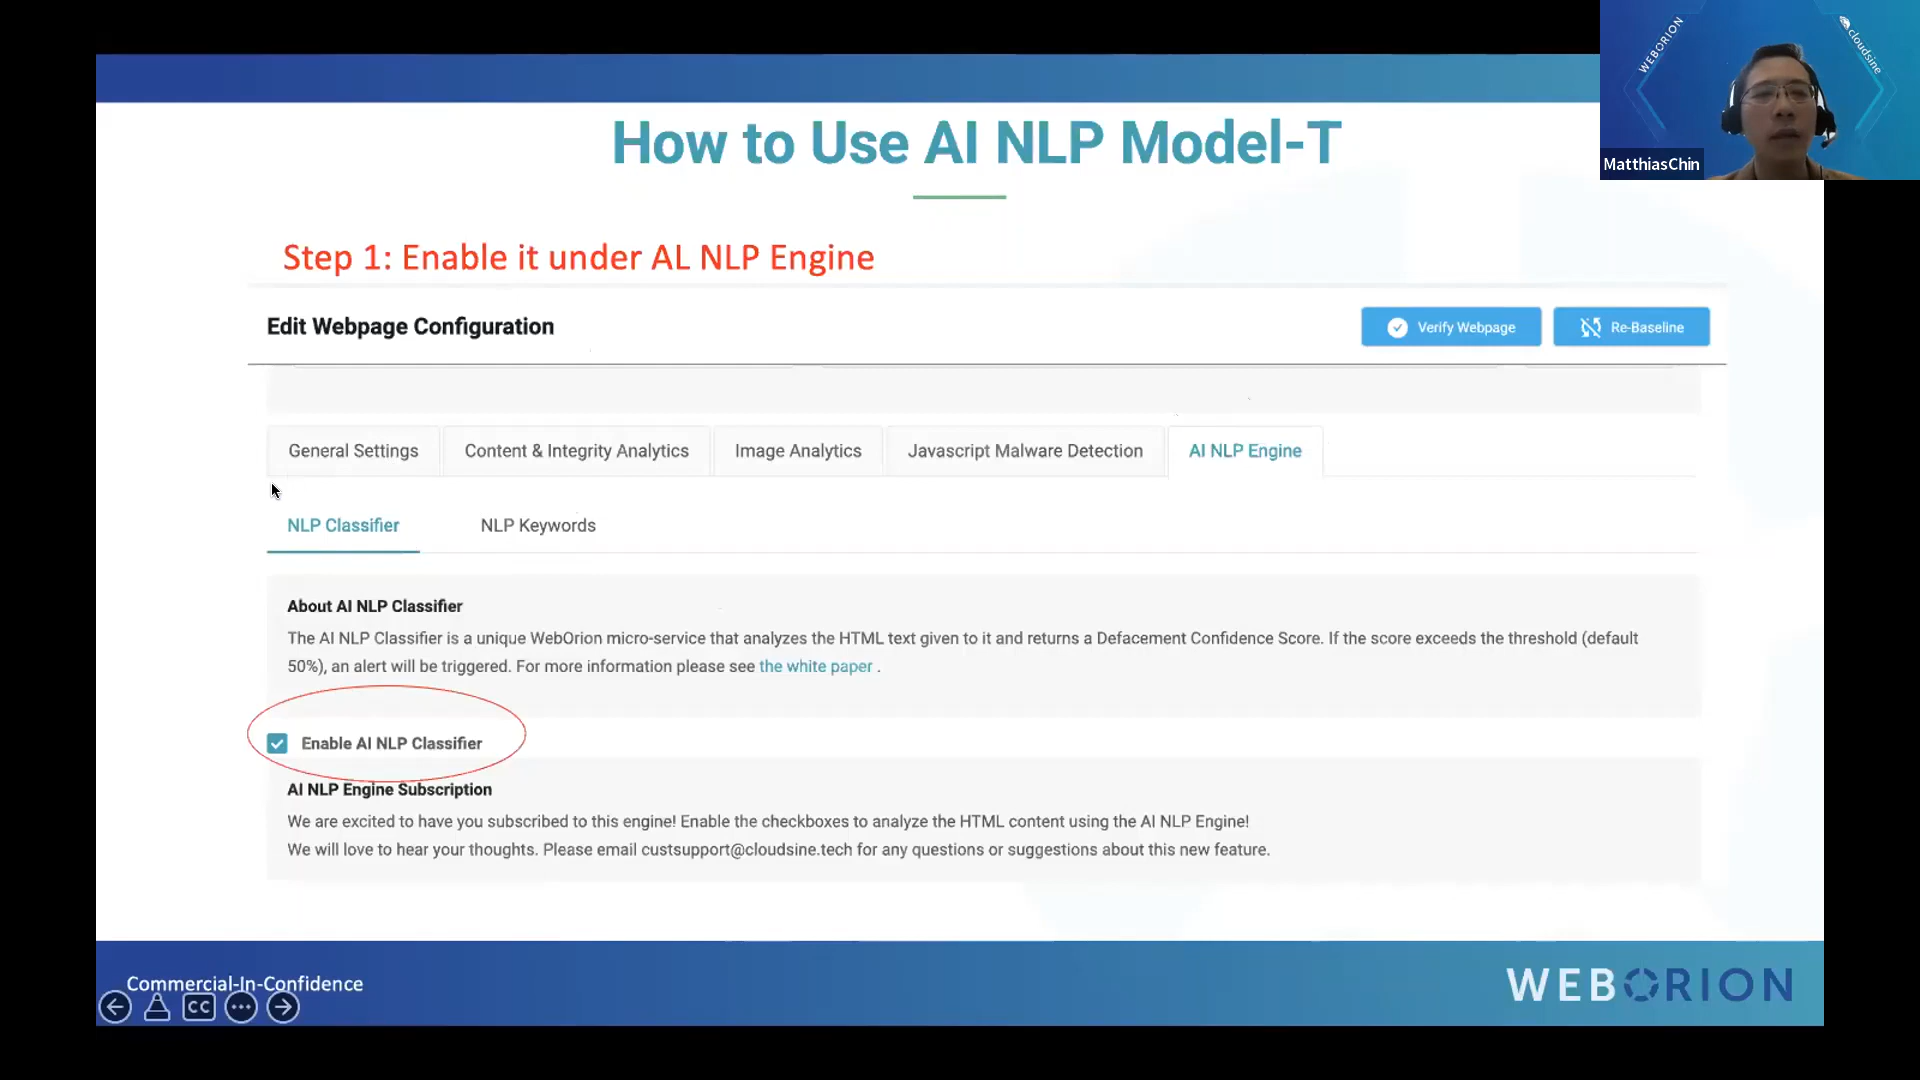 WEBORION
cloudsine
MatthiasChin
How to Use AI NLP Model-T
Step 1: Enable it under AL NLP Engine
Edit Webpage Configuration
Verify Webpage
Re-Baseline
General Settings
Content & Integrity Analytics
Image Analytics
Javascript Malware Detection
AI NLP Engine
NLP Classifier
NLP Keywords
About AI NLP Classifier
The AI NLP Classifier is a unique WebOrion micro-service that analyzes the HTML text given to it and returns a Defacement Confidence Score. If the score exceeds the threshold (default
50%), an alert will be triggered. For more information please see the white paper .
Enable AI NLP Classifier
AI NLP Engine Subscription
We are excited to have you subscribed to this engine! Enable the checkboxes to analyze the HTML content using the AI NLP Engine!
We will love to hear your thoughts. Please email custsupport@cloudsine.tech for any questions or suggestions about this new feature.
Commercial-In-Confidence
CC
WEBORION